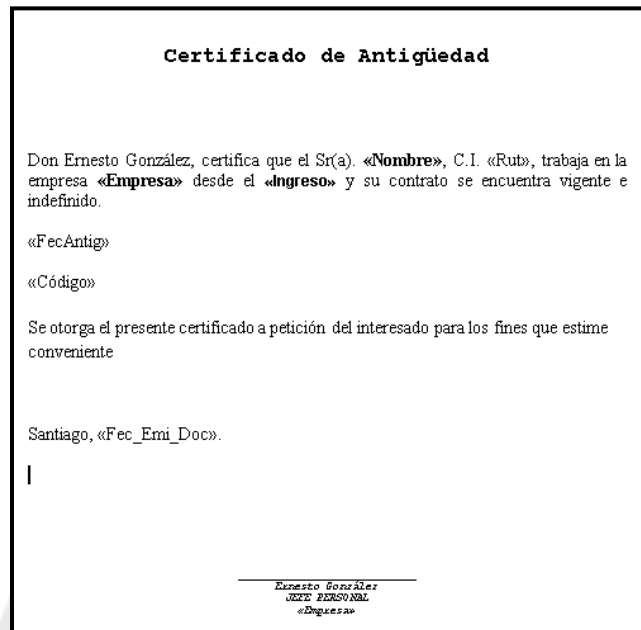 Certificado de Antigüedad
Don Ernesto González, certifica que el Sr(a). «Nombre», C.I. «Rut», trabaja en la
empresa «Empresa» desde el «Ingreso» y su contrato se encuentra vigente e
indefinido.
«FecAntig»
«Código»
Se otorga el presente certificado a petición del interesado para los fines que estime
conveniente
Santiago, «Fec_Emi_Doc».
Ernesto González
JEFE PERSONAL
«Empresa»